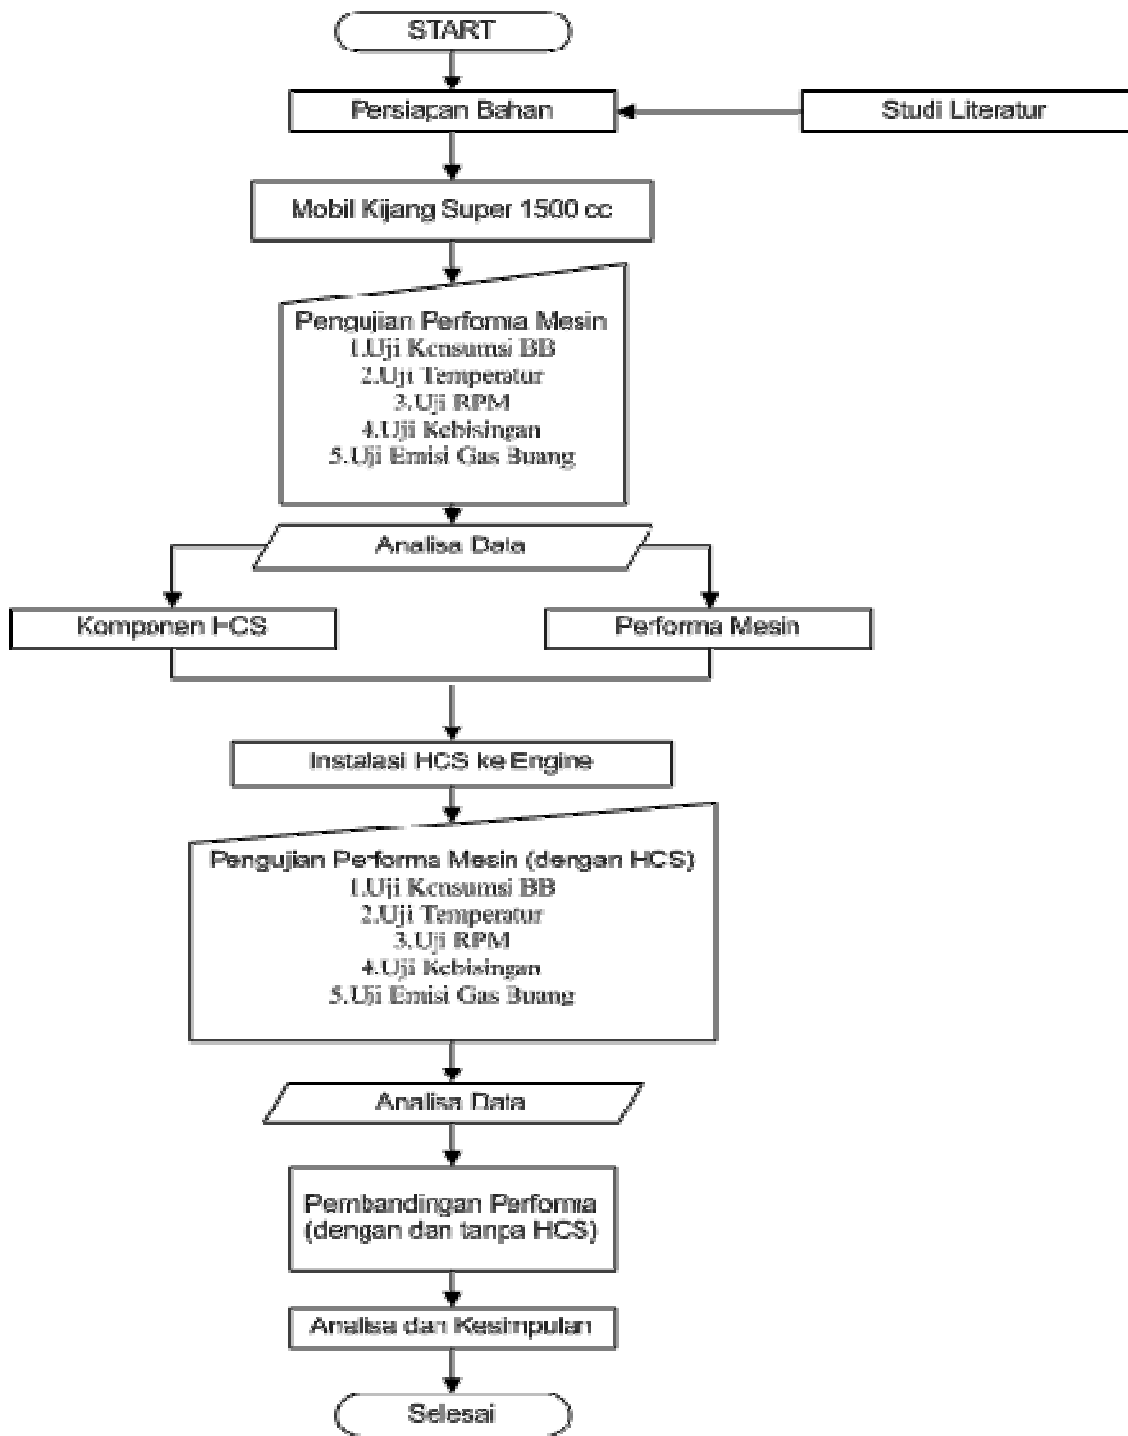 START
Persiapan Bahan
Studi Literatur
Mobil Kijang Super 1500 cc
Pengujian Performa Mesin
1.Uji Konsumsi BB
2.Uji Temperatur
3.Uji RPM
4.Uji Kebisingan
5.Uji Emisi Gas Buang
Analisa Data
Komponen HCS
Performa Mesin
Instalasi HCS ke Engine
Pengujian Performa Mesin (dengan HCS)
1.Uji Konsumsi BB
2.Uji Temperatur
3.Uji RPM
4.Uji Kebisingan
5.Uji Emisi Gas Buang
Analisa Data
Pembandingan Performa
(dengan dan tanpa HCS)
Analisa dan Kesimpulan
Selesai